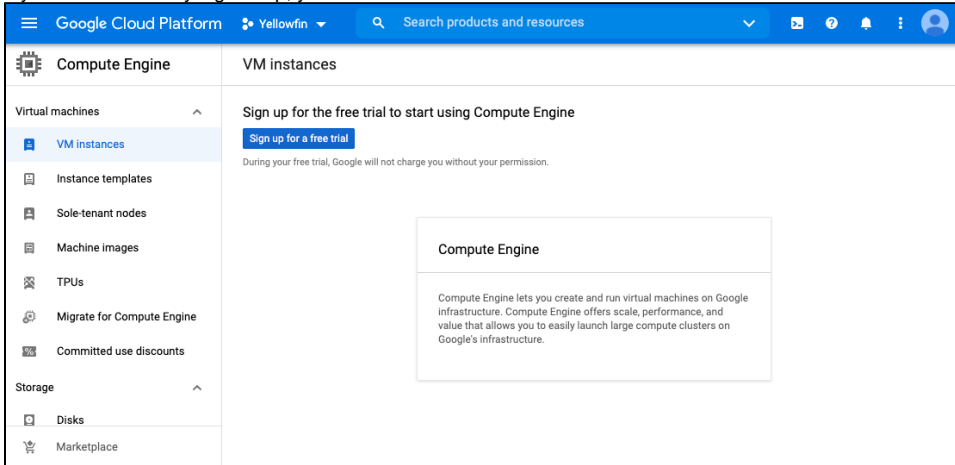 Google Cloud Platform
Yellowfin
Search products and resources
Compute Engine
VM instances
Virtual machines
VM instances
Instance templates
Sole-tenant nodes
Machine images
TPUs
Migrate for Compute Engine
Committed use discounts
Storage
Disks
Marketplace
Sign up for the free trial to start using Compute Engine
Sign up for a free trial
During your free trial, Google will not charge you without your permission.
Compute Engine
Compute Engine lets you create and run virtual machines on Google
infrastructure. Compute Engine offers scale, performance, and
value that allows you to easily launch large compute clusters on
Google's infrastructure.